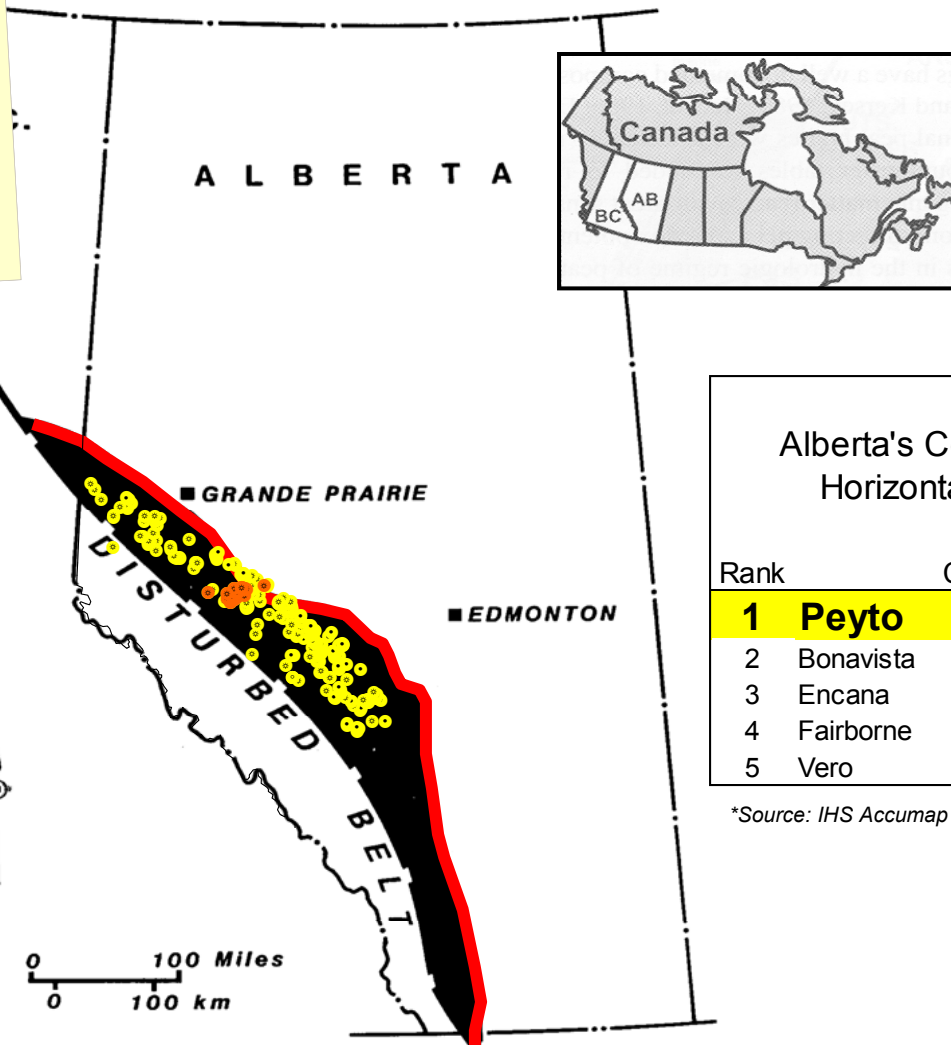 ALBERTA
Canada
BC
AB
GRANDE PRAIRIE
EDMONTON
DISTURBED BELT
Alberta's C
Horizonta
Rank
1 Peyto
2 Bonavista
3 Encana
4 Fairborne
5 Vero
*Source: IHS Accumap
0 100 Miles
0 100 km